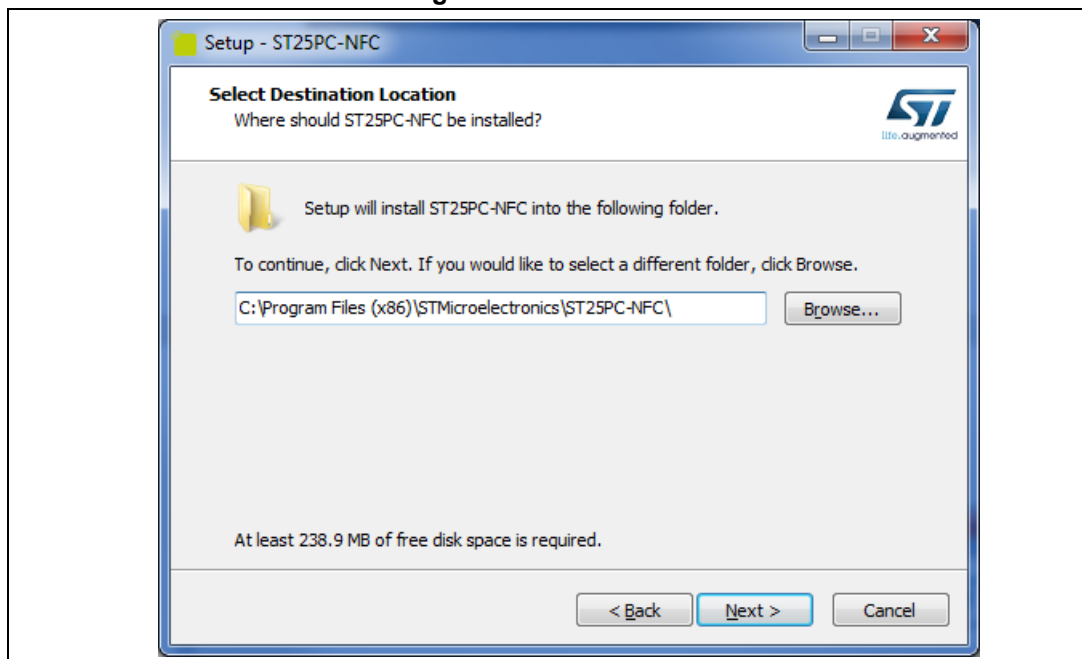 Setup - ST25PC-NFC
Select Destination Location
Where should ST25PC-NFC be installed?
life.augmented
Setup will install ST25PC-NFC into the following folder.
To continue, click Next. If you would like to select a different folder, click Browse.
C:\Program Files (x86)\STMicroelectronics\ST25PC-NFC\
Browse...
At least 238.9 MB of free disk space is required.
< Back
Next >
Cancel